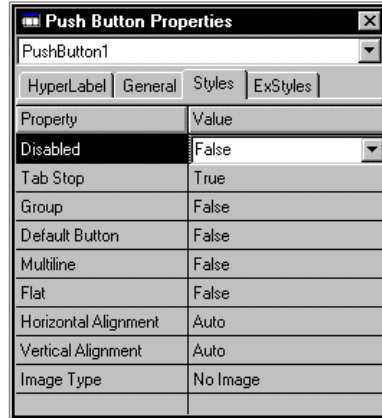 Push Button Properties
PushButton1
HyperLabel General Styles ExStyles
Property Value
Disabled False
Tab Stop True
Group False
Default Button False
Multiline False
Flat False
Horizontal Alignment Auto
Vertical Alignment Auto
Image Type No Image